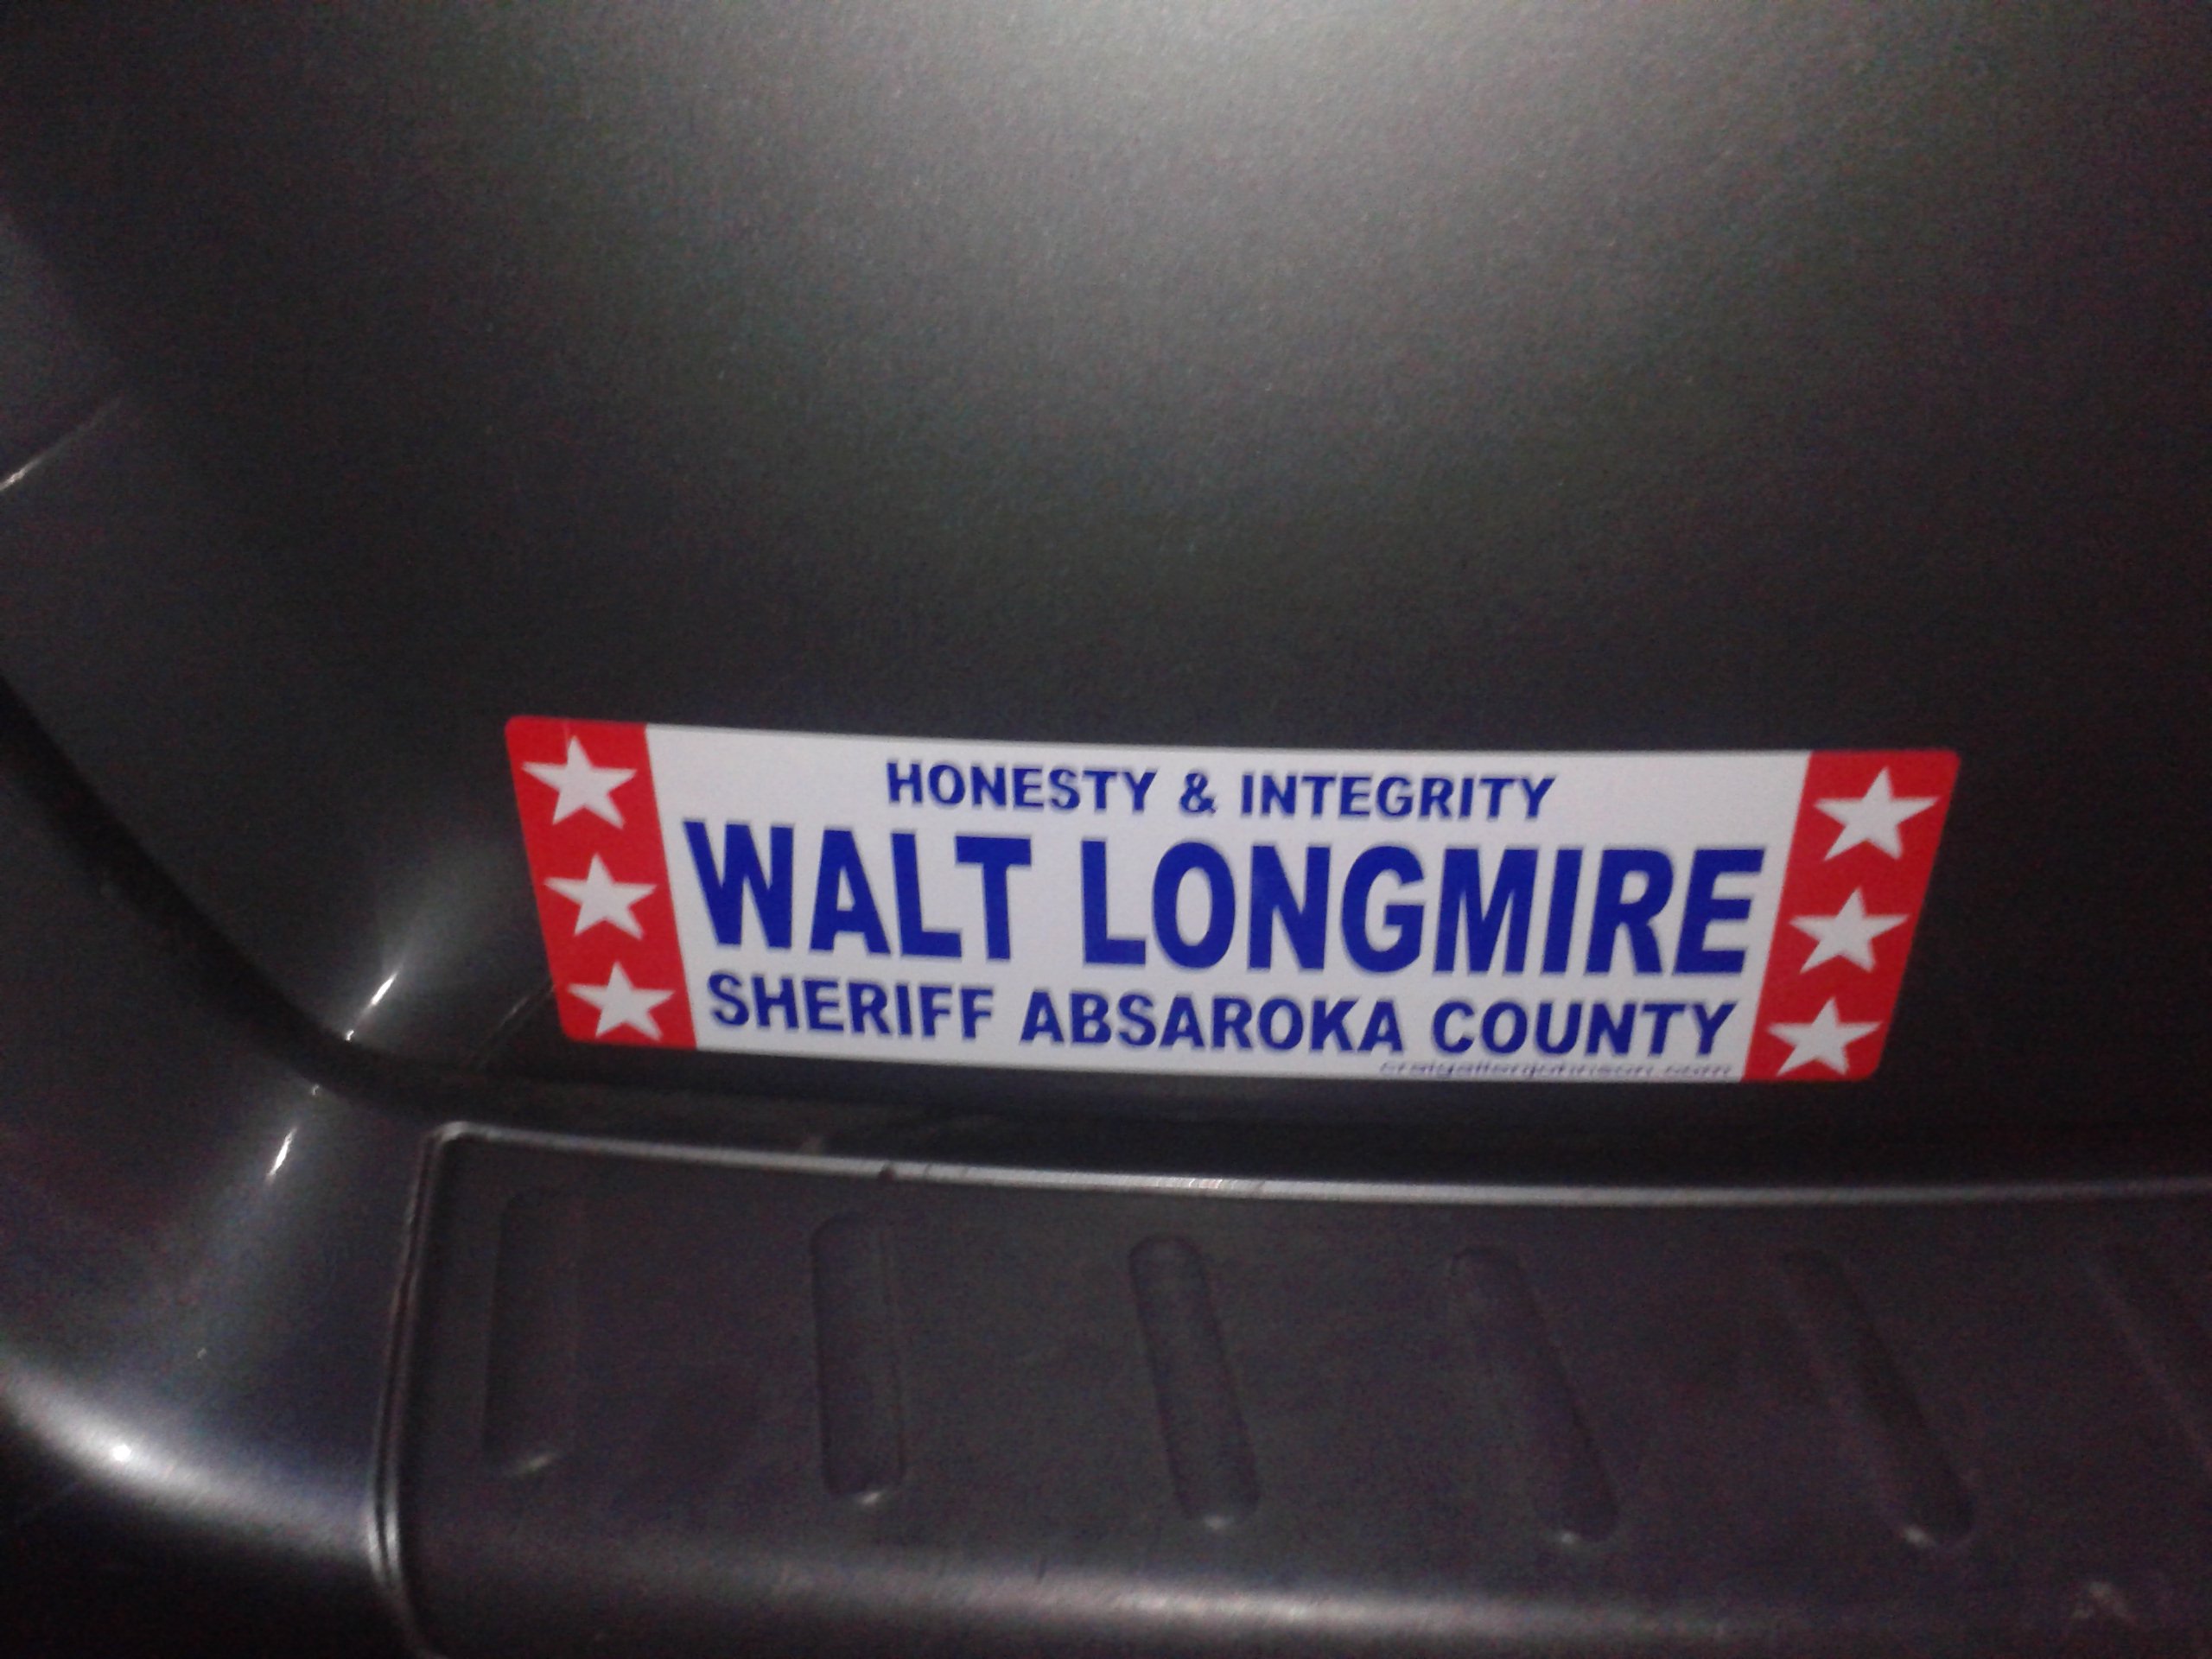 HONESTY & INTEGRITY
WALT LONGMIRE
SHERIFF ABSAROKA COUNTY